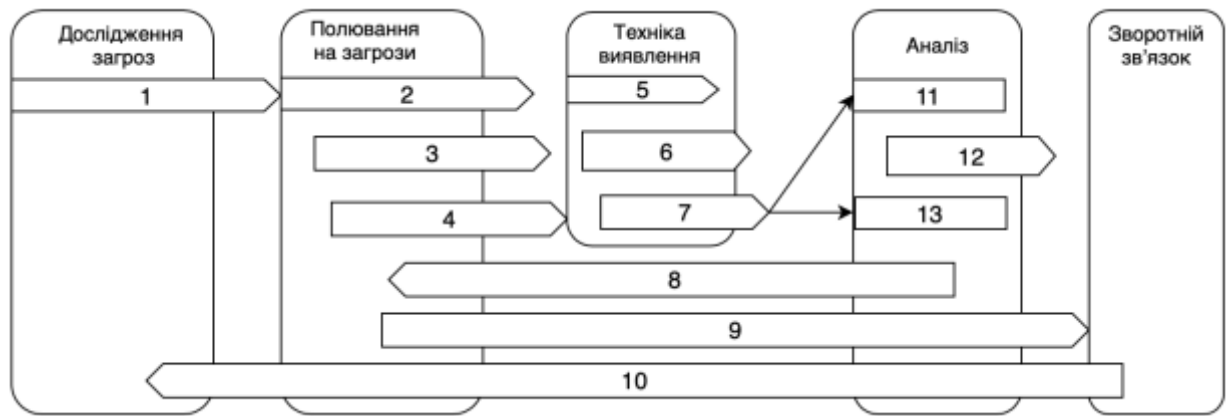 Дослідження
загроз
Полювання
на загрози
Техніка
виявлення
Аналіз
Зворотній
зв'язок
1
2
5
11
3
6
12
4
7
13
8
9
10